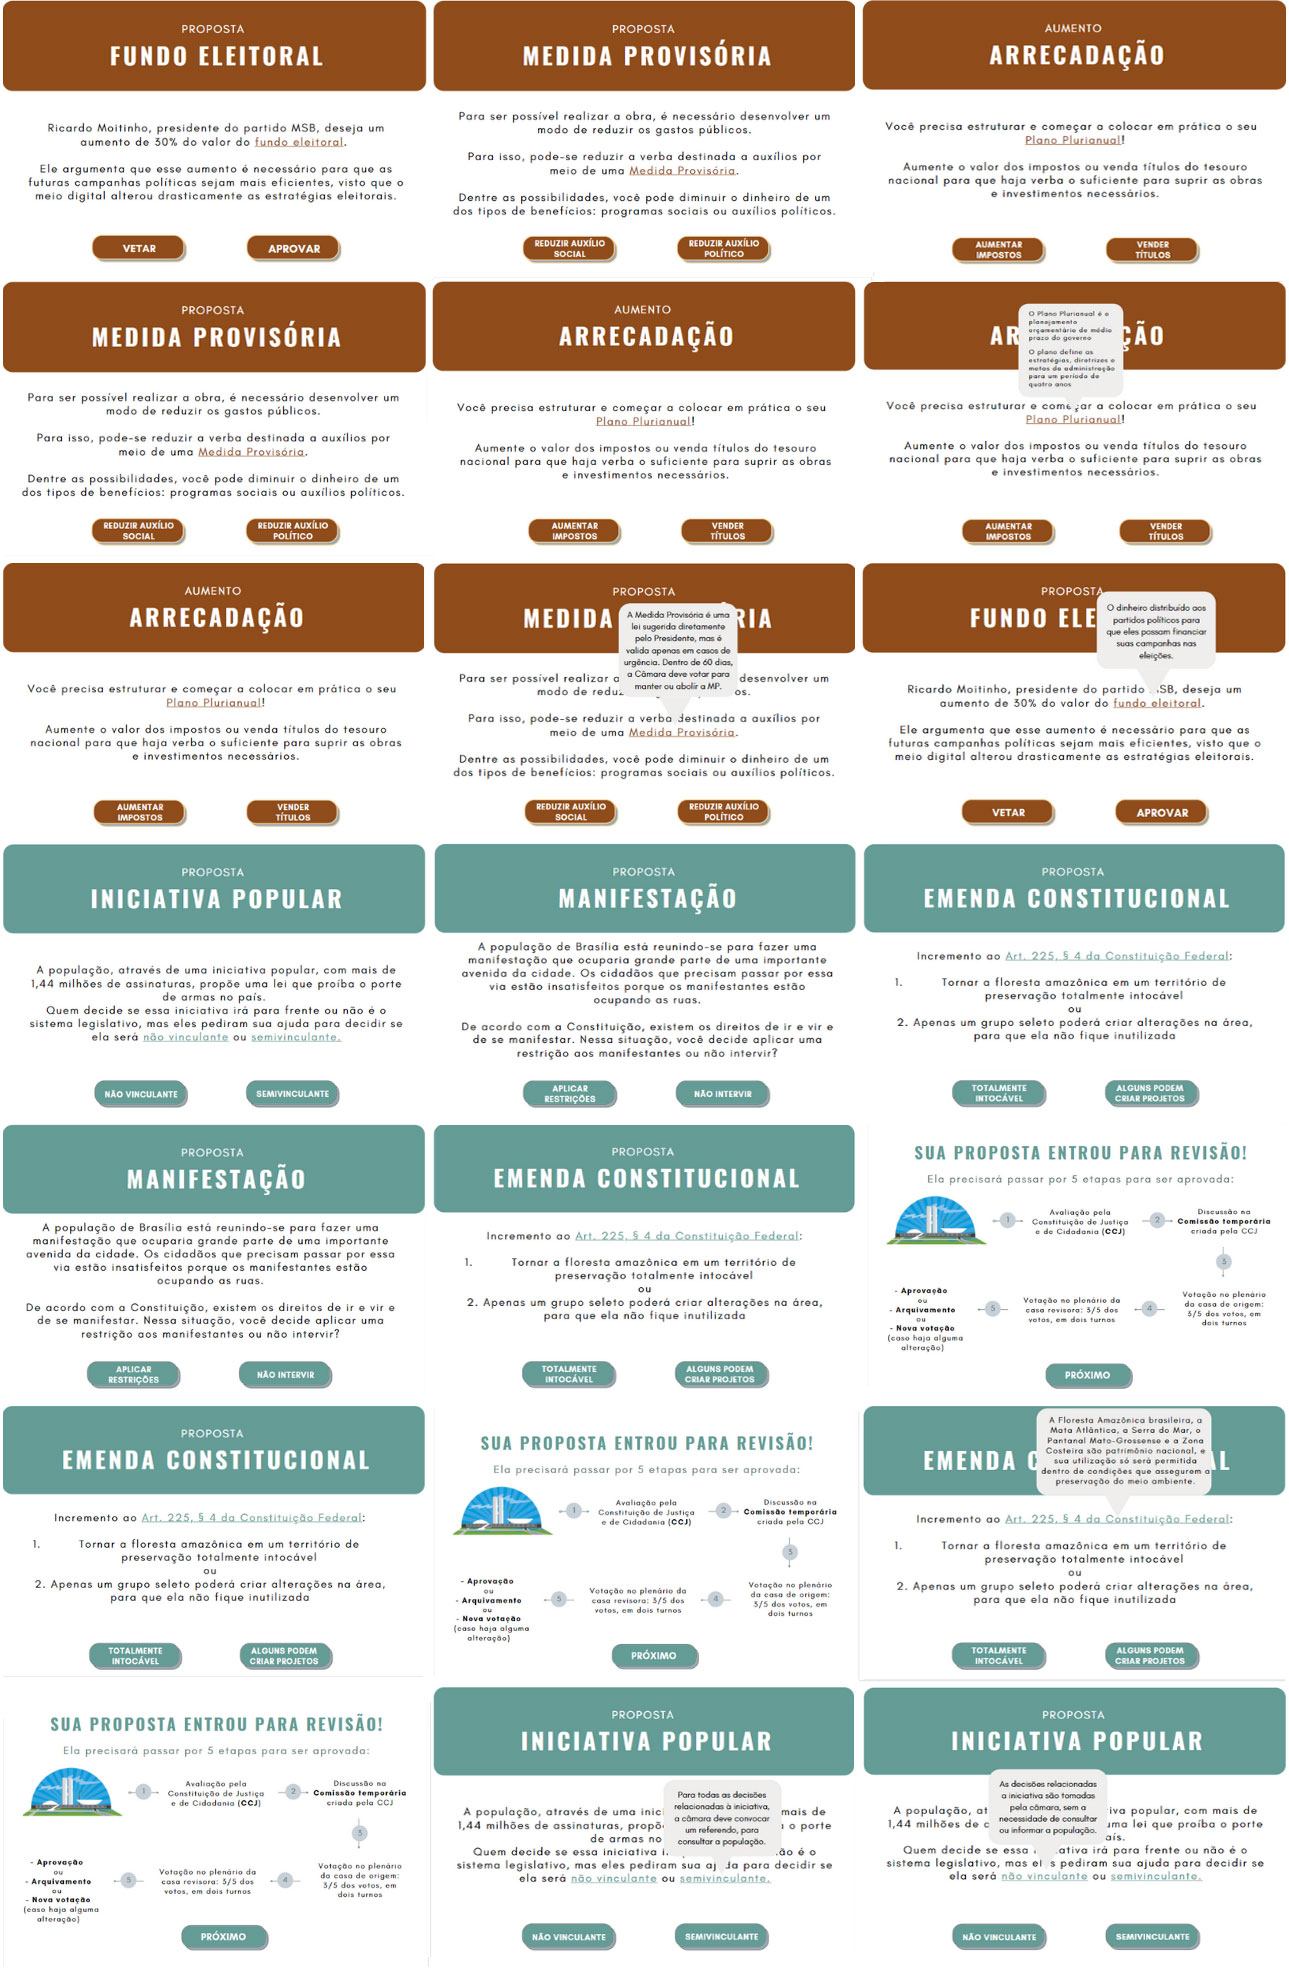 PROPOSTA
FUNDO ELEITORAL
Ricardo Moitinho, presidente do partido MSB, deseja um
aumento de 30% do valor do fundo eleitoral.
Ele argumenta que esse aumento é necessário para que as
futuras campanhas políticas sejam mais eficientes, visto que o
meio digital alterou drasticamente as estratégias eleitorais.
VETAR
APROVAR
PROPOSTA
MEDIDA PROVISÓRIA
Para ser possível realizar a obra, é necessário desenvolver um
modo de reduzir os gastos públicos.
Para isso, pode-se reduzir a verba destinada a auxílios por
meio de uma Medida Provisória.
Dentre as possibilidades, você pode diminuir o dinheiro de um
dos tipos de benefícios: programas sociais ou auxílios políticos.
REDUZIR AUXÍLIO
SOCIAL
REDUZIR AUXÍLIO
POLÍTICO
AUMENTO
ARRECADAÇÃO
Você precisa estruturar e começar a colocar em prática o seu
Plano Plurianual!
Aumente o valor dos impostos ou venda títulos do tesouro
nacional para que haja verba o suficiente para suprir as obras
e investimentos necessários.
AUMENTAR
IMPOSTOS
VENDER
TÍTULOS
PROPOSTA
MEDIDA PROVISÓRIA
Para ser possível realizar a obra, é necessário desenvolver um
modo de reduzir os gastos públicos.
Para isso, pode-se reduzir a verba destinada a auxílios por
meio de uma Medida Provisória.
Dentre as possibilidades, você pode diminuir o dinheiro de um
dos tipos de benefícios: programas sociais ou auxílios políticos.
REDUZIR AUXÍLIO
SOCIAL
REDUZIR AUXÍLIO
POLÍTICO
AUMENTO
ARRECADAÇÃO
Você precisa estruturar e começar a colocar em prática o seu
Plano Plurianual!
Aumente o valor dos impostos ou venda títulos do tesouro
nacional para que haja verba o suficiente para suprir as obras
e investimentos necessários.
AUMENTAR
IMPOSTOS
VENDER
TÍTULOS
O Plano Plurianual é o
planejamento
orçamentário de médio
prazo do governo
O plano define as
estratégias, diretrizes e
metas da administração
para um período de
quatro anos
AR ÇÃO
Você precisa estruturar e começar a colocar em prática o seu
Plano Plurianual!
Aumente o valor dos impostos ou venda títulos do tesouro
nacional para que haja verba o suficiente para suprir as obras
e investimentos necessários.
AUMENTAR
IMPOSTOS
VENDER
TÍTULOS
AUMENTO
ARRECADAÇÃO
Você precisa estruturar e começar a colocar em prática o seu
Plano Plurianual!
Aumente o valor dos impostos ou venda títulos do tesouro
nacional para que haja verba o suficiente para suprir as obras
e investimentos necessários.
AUMENTAR
IMPOSTOS
VENDER
TÍTULOS
PROPOSTA
MEDIDA RIA
A Medida Provisória é uma
lei sugerida diretamente
pelo Presidente, mas é
valida apenas em casos de
urgência. Dentro de 60 dias,
a Câmara deve votar para
manter ou abolir a MP.
Para ser possível realizar a desenvolver um
modo de reduz os.
Para isso, pode-se reduzir a verba destinada a auxílios por
meio de uma Medida Provisória.
Dentre as possibilidades, você pode diminuir o dinheiro de um
dos tipos de benefícios: programas sociais ou auxílios políticos.
REDUZIR AUXÍLIO
SOCIAL
REDUZIR AUXÍLIO
POLÍTICO
PROPOSTA
FUNDO ELE
O dinheiro distribuído aos
partidos políticos para
que eles possam financiar
suas campanhas nas
eleições.
Ricardo Moitinho, presidente do partido SB, deseja um
aumento de 30% do valor do fundo eleitoral.
Ele argumenta que esse aumento é necessário para que as
futuras campanhas políticas sejam mais eficientes, visto que o
meio digital alterou drasticamente as estratégias eleitorais.
VETAR
APROVAR
PROPOSTA
INICIATIVA POPULAR
A população, através de uma iniciativa popular, com mais de
1,44 milhões de assinaturas, propõe uma lei que proíba o porte
de armas no país.
Quem decide se essa iniciativa irá para frente ou não é o
sistema legislativo, mas eles pediram sua ajuda para decidir se
ela será não vinculante ou semivinculante.
NÃO VINCULANTE
SEMIVINCULANTE
PROPOSTA
MANIFESTAÇÃO
A população de Brasília está reunindo-se para fazer uma
manifestação que ocuparia grande parte de uma importante
avenida da cidade. Os cidadãos que precisam passar por essa
via estão insatisfeitos porque os manifestantes estão
ocupando as ruas.
De acordo com a Constituição, existem os direitos de ir e vir e
de se manifestar. Nessa situação, você decide aplicar uma
restrição aos manifestantes ou não intervir?
APLICAR
RESTRIÇÕES
NÃO INTERVIR
PROPOSTA
EMENDA CONSTITUCIONAL
Incremento ao Art. 225, § 4 da Constituição Federal:
1. Tornar a floresta amazônica em um território de
preservação totalmente intocável
ou
2. Apenas um grupo seleto poderá criar alterações na área,
para que ela não fique inutilizada
TOTALMENTE
INTOCÁVEL
ALGUNS PODEM
CRIAR PROJETOS
PROPOSTA
MANIFESTAÇÃO
A população de Brasília está reunindo-se para fazer uma
manifestação que ocuparia grande parte de uma importante
avenida da cidade. Os cidadãos que precisam passar por essa
via estão insatisfeitos porque os manifestantes estão
ocupando as ruas.
De acordo com a Constituição, existem os direitos de ir e vir e
de se manifestar. Nessa situação, você decide aplicar uma
restrição aos manifestantes ou não intervir?
APLICAR
RESTRIÇÕES
NÃO INTERVIR
PROPOSTA
EMENDA CONSTITUCIONAL
Incremento ao Art. 225, § 4 da Constituição Federal:
1. Tornar a floresta amazônica em um território de
preservação totalmente intocável
ou
2. Apenas um grupo seleto poderá criar alterações na área,
para que ela não fique inutilizada
TOTALMENTE
INTOCÁVEL
ALGUNS PODEM
CRIAR PROJETOS
SUA PROPOSTA ENTROU PARA REVISÃO!
Ela precisará passar por 5 etapas para ser aprovada:
1
Avaliação pela
Constituição de Justiça
e de Cidadania (CCJ)
2
Discussão na
Comissão temporária
criada pela CCJ
3
Votação no plenário
da casa de origem:
3/5 dos votos, em
dois turnos
4
Votação no plenário da
casa revisora: 3/5 dos
votos, em dois turnos
5
- Aprovação
ou
- Arquivamento
ou
- Nova votação
(caso haja alguma
alteração)
PRÓXIMO
PROPOSTA
EMENDA CONSTITUCIONAL
Incremento ao Art. 225, § 4 da Constituição Federal:
1. Tornar a floresta amazônica em um território de
preservação totalmente intocável
ou
2. Apenas um grupo seleto poderá criar alterações na área,
para que ela não fique inutilizada
TOTALMENTE
INTOCÁVEL
ALGUNS PODEM
CRIAR PROJETOS
SUA PROPOSTA ENTROU PARA REVISÃO!
Ela precisará passar por 5 etapas para ser aprovada:
1
Avaliação pela
Constituição de Justiça
e de Cidadania (CCJ)
2
Discussão na
Comissão temporária
criada pela CCJ
3
Votação no plenário
da casa de origem:
3/5 dos votos, em
dois turnos
4
Votação no plenário da
casa revisora: 3/5 dos
votos, em dois turnos
5
- Aprovação
ou
- Arquivamento
ou
- Nova votação
(caso haja alguma
alteração)
PRÓXIMO
A Floresta Amazônica brasileira, a
Mata Atlântica, a Serra do Mar, o
Pantanal Mato-Grossense e a Zona
Costeira são patrimônio nacional, e
sua utilização só será permitida
dentro de condições que assegurem a
preservação do meio ambiente.
EMENDA C AL
Incremento ao Art. 225, § 4 da Constituição Federal:
1. Tornar a floresta amazônica em um território de
preservação totalmente intocável
ou
2. Apenas um grupo seleto poderá criar alterações na área,
para que ela não fique inutilizada
TOTALMENTE
INTOCÁVEL
ALGUNS PODEM
CRIAR PROJETOS
SUA PROPOSTA ENTROU PARA REVISÃO!
Ela precisará passar por 5 etapas para ser aprovada:
1
Avaliação pela
Constituição de Justiça
e de Cidadania (CCJ)
2
Discussão na
Comissão temporária
criada pela CCJ
3
Votação no plenário
da casa de origem:
3/5 dos votos, em
dois turnos
4
Votação no plenário da
casa revisora: 3/5 dos
votos, em dois turnos
5
- Aprovação
ou
- Arquivamento
ou
- Nova votação
(caso haja alguma
alteração)
PRÓXIMO
PROPOSTA
INICIATIVA POPULAR
Para todas as decisões
relacionadas à iniciativa,
a câmara deve convocar
um referendo, para
consultar a população.
A população, através de uma inic mais de
1,44 milhões de assinaturas, propõ a o porte
de armas no
Quem decide se essa iniciativa i ão é o
sistema legislativo, mas eles pediram sua ajuda para decidir se
ela será não vinculante ou semivinculante.
NÃO VINCULANTE
SEMIVINCULANTE
PROPOSTA
INICIATIVA POPULAR
As decisões relacionadas
a iniciativa são tomadas
pela câmara, sem a
necessidade de consultar
ou informar a população.
A população, at iva popular, com mais de
1,44 milhões de uma lei que proíba o porte
aís.
Quem decide se essa ativa irá para frente ou não é o
sistema legislativo, mas eles pediram sua ajuda para decidir se
ela será não vinculante ou semivinculante.
NÃO VINCULANTE
SEMIVINCULANTE